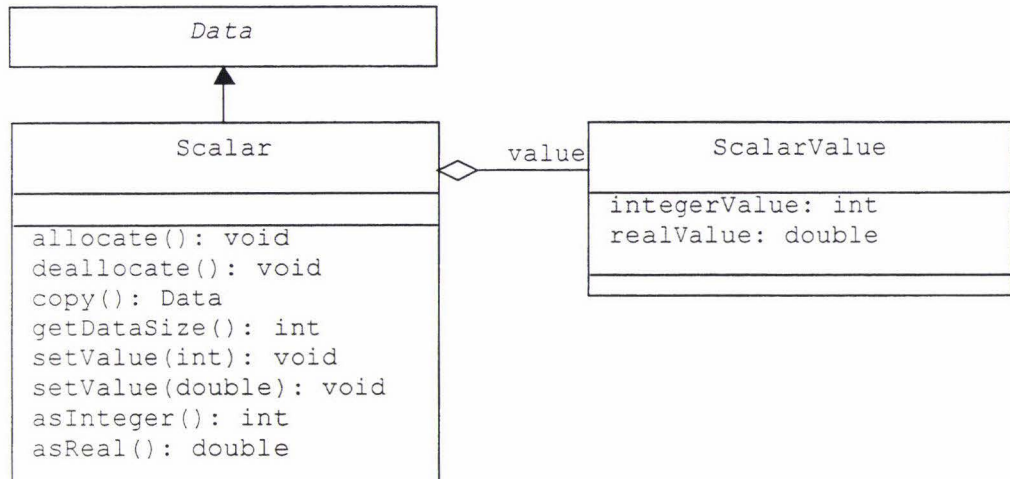 Data
Scalar
value
ScalarValue
integerValue: int
realValue: double
allocate(): void
deallocate(): void
copy(): Data
getDataSize(): int
setValue(int): void
setValue(double): void
asInteger(): int
asReal(): double